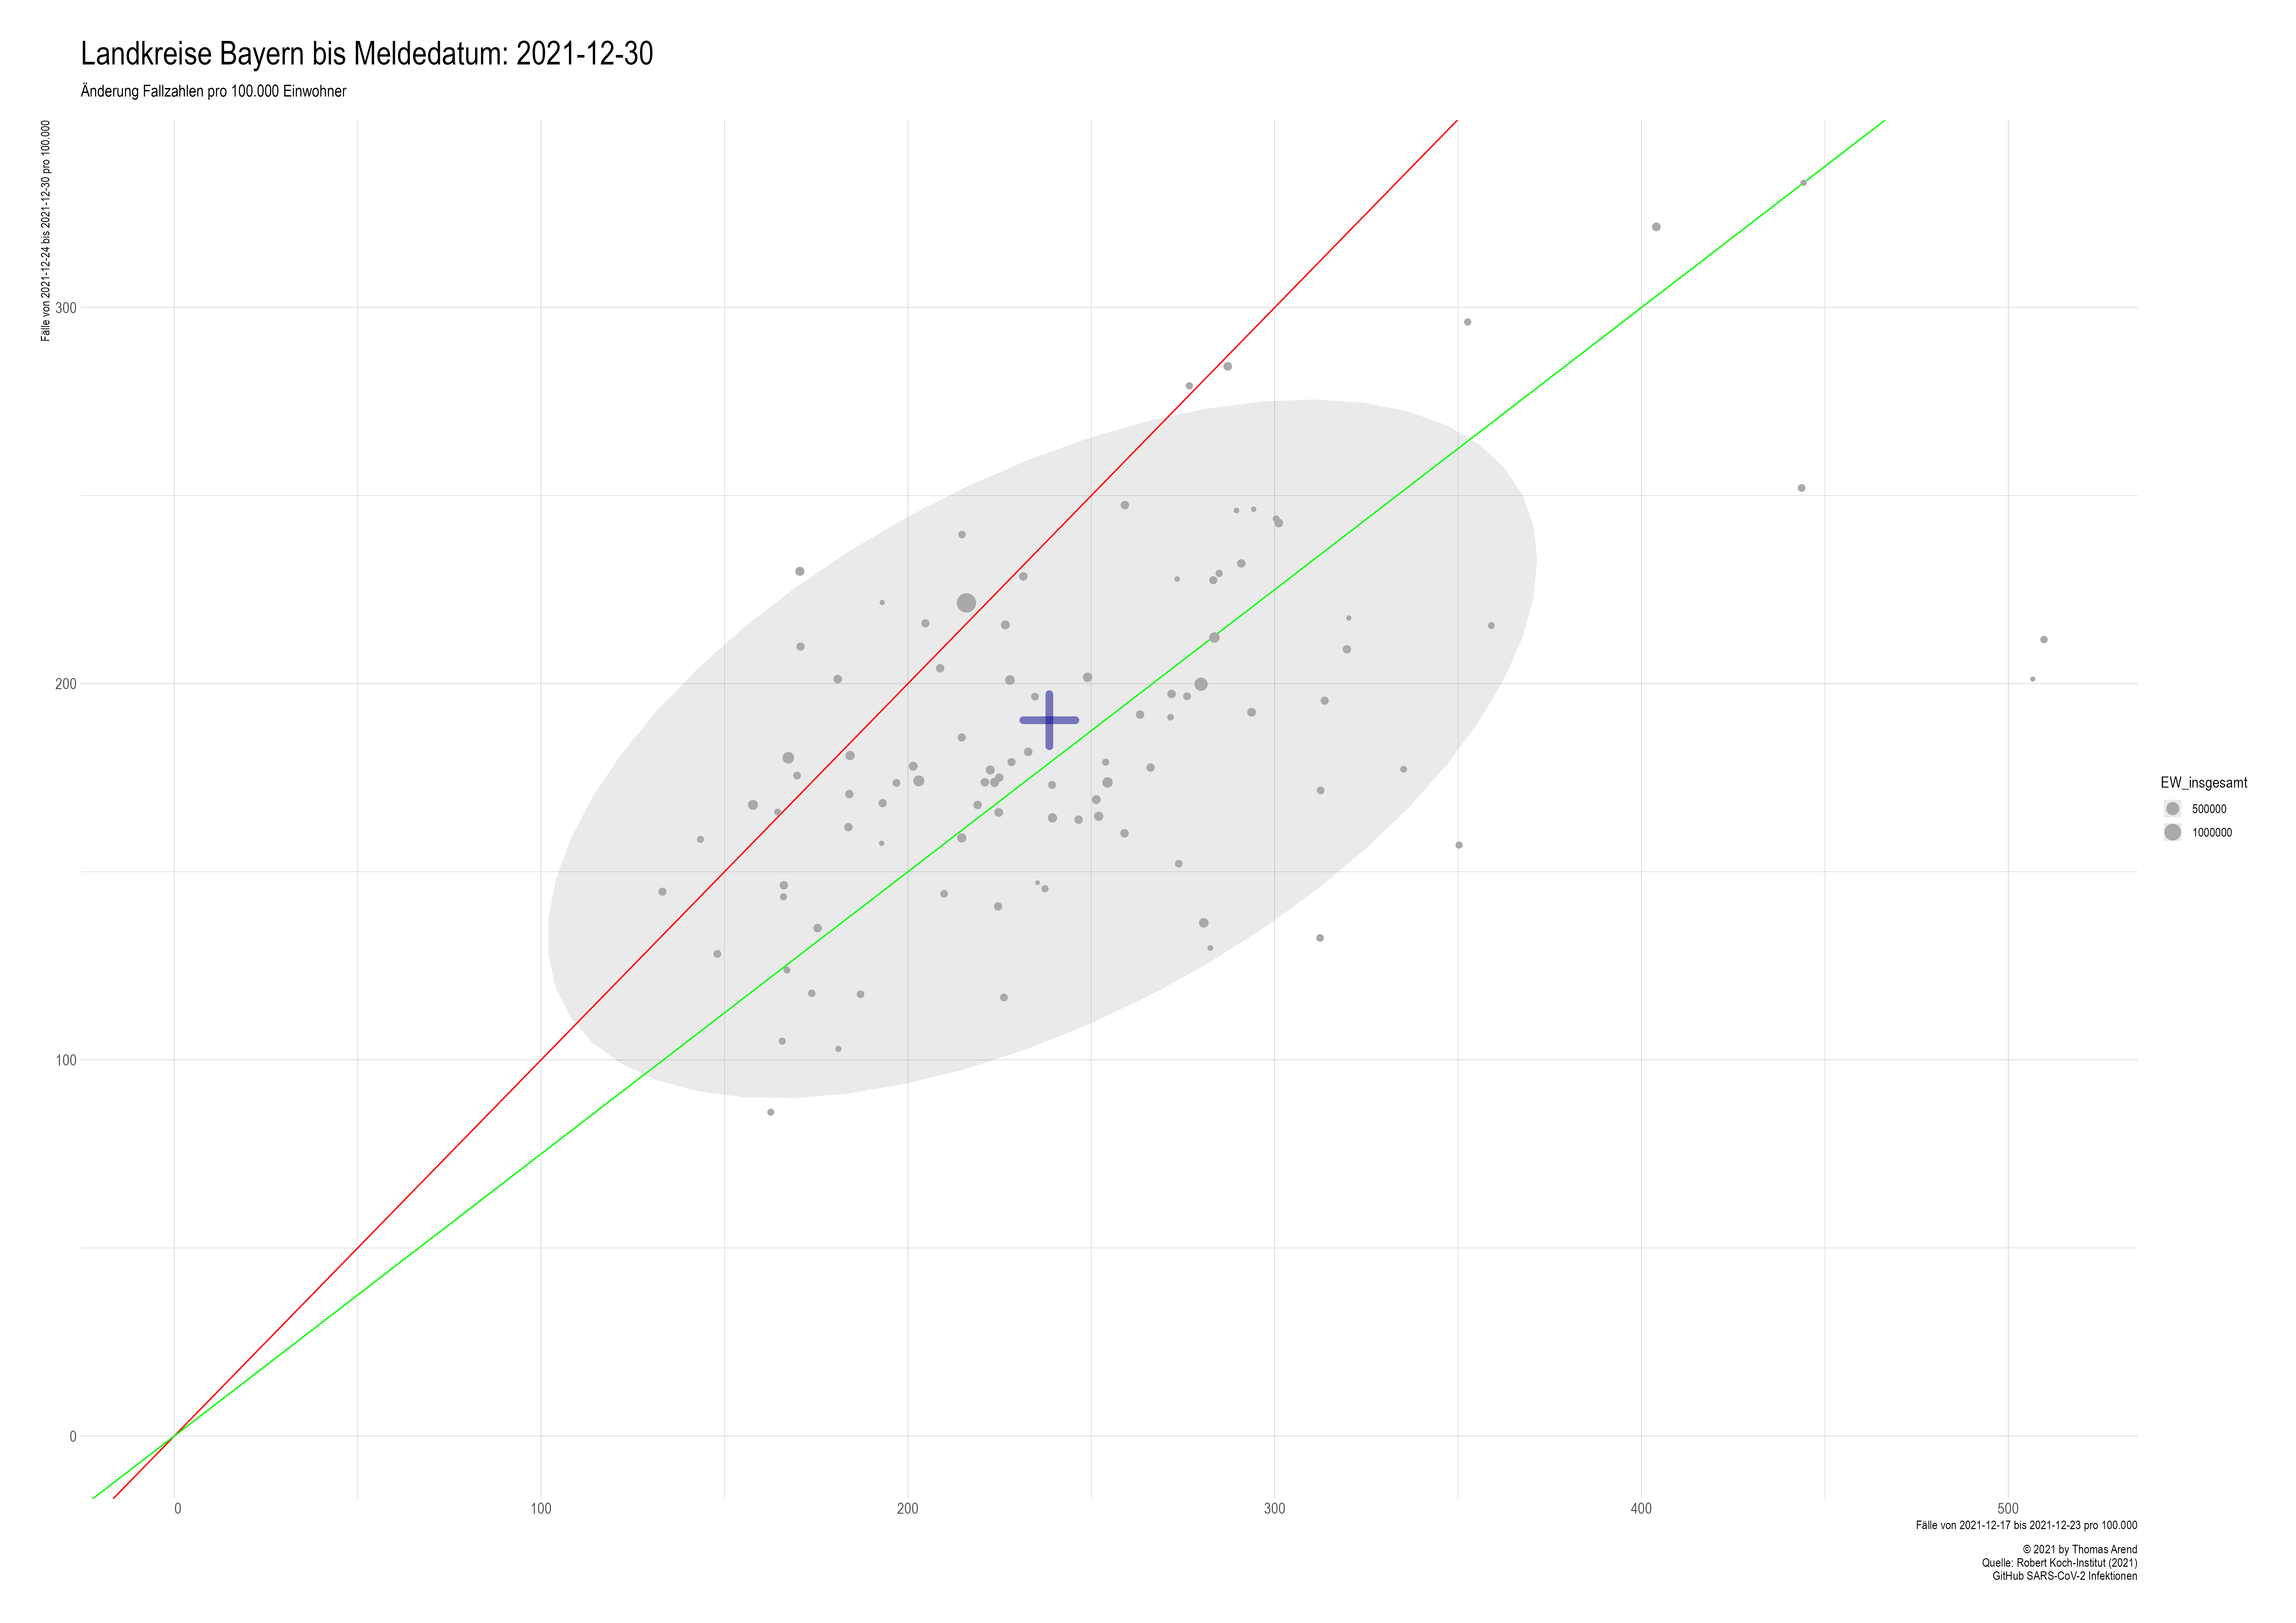 Landkreise Bayern bis Meldedatum: 2021-12-30
Änderung Fallzahlen pro 100.000 Einwohner
Fälle von 2021-12-24 bis 2021-12-30 pro 100.000
300
200
100
0
0 100 200 300 400 500
Fälle von 2021-12-17 bis 2021-12-23 pro 100.000
EW_insgesamt
500000
1000000
© 2021 by Thomas Arend
Quelle: Robert Koch-Institut (2021)
GitHub SARS-CoV-2 Infektionen